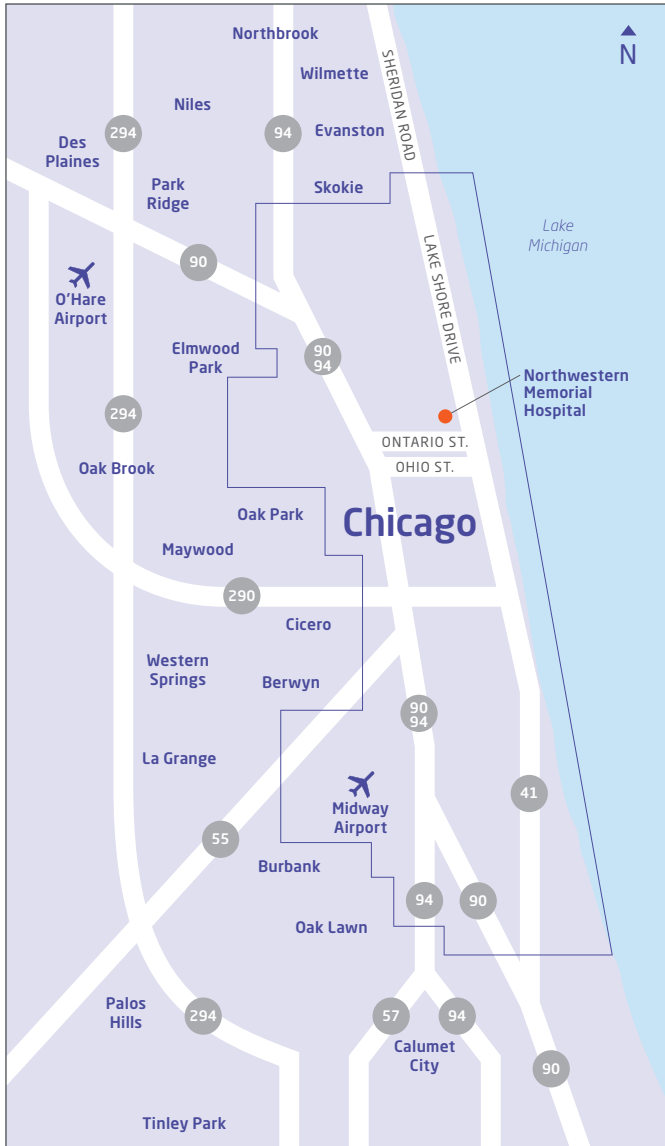 Northbrook
N
Wilmette
SHERIDAN ROAD
Niles
294
94
Evanston
Des
Plaines
Park
Ridge
Skokie
Lake
Michigan
90
LAKE SHORE DRIVE
O'Hare
Airport
Elmwood
Park
90
94
Northwestern
Memorial
Hospital
294
ONTARIO ST.
OHIO ST.
Oak Brook
Oak Park
Chicago
Maywood
290
Cicero
Western
Springs
Berwyn
90
94
La Grange
Midway
Airport
41
55
Burbank
94
90
Oak Lawn
Palos
Hills
294
57
94
Calumet
City
90
Tinley Park